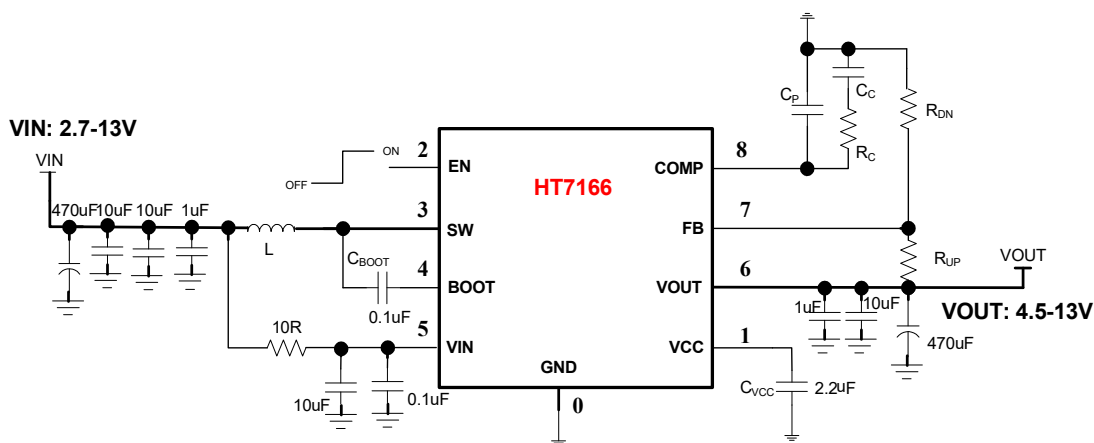 VIN: 2.7-13V
VIN
470uF
10uF
10uF
1uF
L
OFF
ON
CBOOT
0.1uF
10R
10uF
0.1uF
2
EN
3
SW
4
BOOT
5
VIN
HT7166
GND
0
COMP
8
FB
7
VOUT
6
VCC
1
CP
CC
RC
RDN
RUP
VOUT
VOUT: 4.5-13V
1uF
10uF
470uF
CVCC
2.2uF